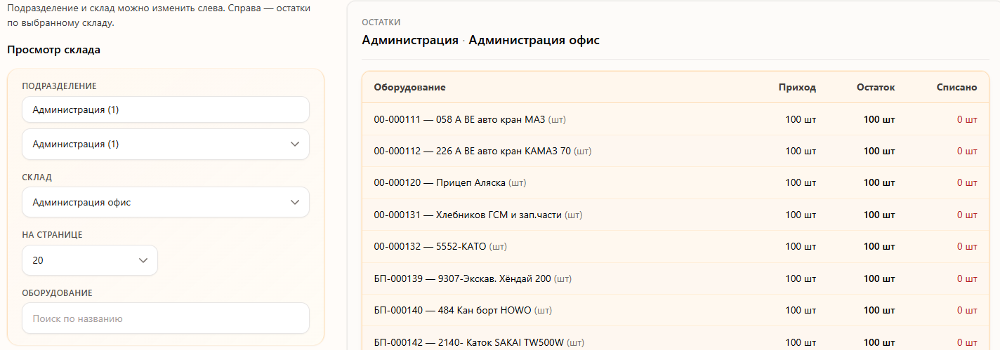 Подразделение и склад можно изменить слева. Справа — остатки
по выбранному складу.
Просмотр склада
ПОДРАЗДЕЛЕНИЕ
Администрация (1)
Администрация (1)
СКЛАД
Администрация офис
НА СТРАНИЦЕ
20
ОБОРУДОВАНИЕ
Поиск по названию
ОСТАТКИ
Администрация · Администрация офис
Оборудование Приход Остаток Списано
00-000111 — 058 А ВЕ авто кран МАЗ (шт) 100 шт 100 шт 0 шт
00-000112 — 226 А ВЕ авто кран КАМАЗ 70 (шт) 100 шт 100 шт 0 шт
00-000120 — Прицеп Аляска (шт) 100 шт 100 шт 0 шт
00-000131 — Хлебников ГСМ и зап.части (шт) 100 шт 100 шт 0 шт
00-000132 — 5552-КАТО (шт) 100 шт 100 шт 0 шт
БП-000139 — 9307-Экскав. Хёндай 200 (шт) 100 шт 100 шт 0 шт
БП-000140 — 484 Кан борт HOWO (шт) 100 шт 100 шт 0 шт
БП-000142 — 2140- Каток SAKAI TW500W (шт) 100 шт 100 шт 0 шт